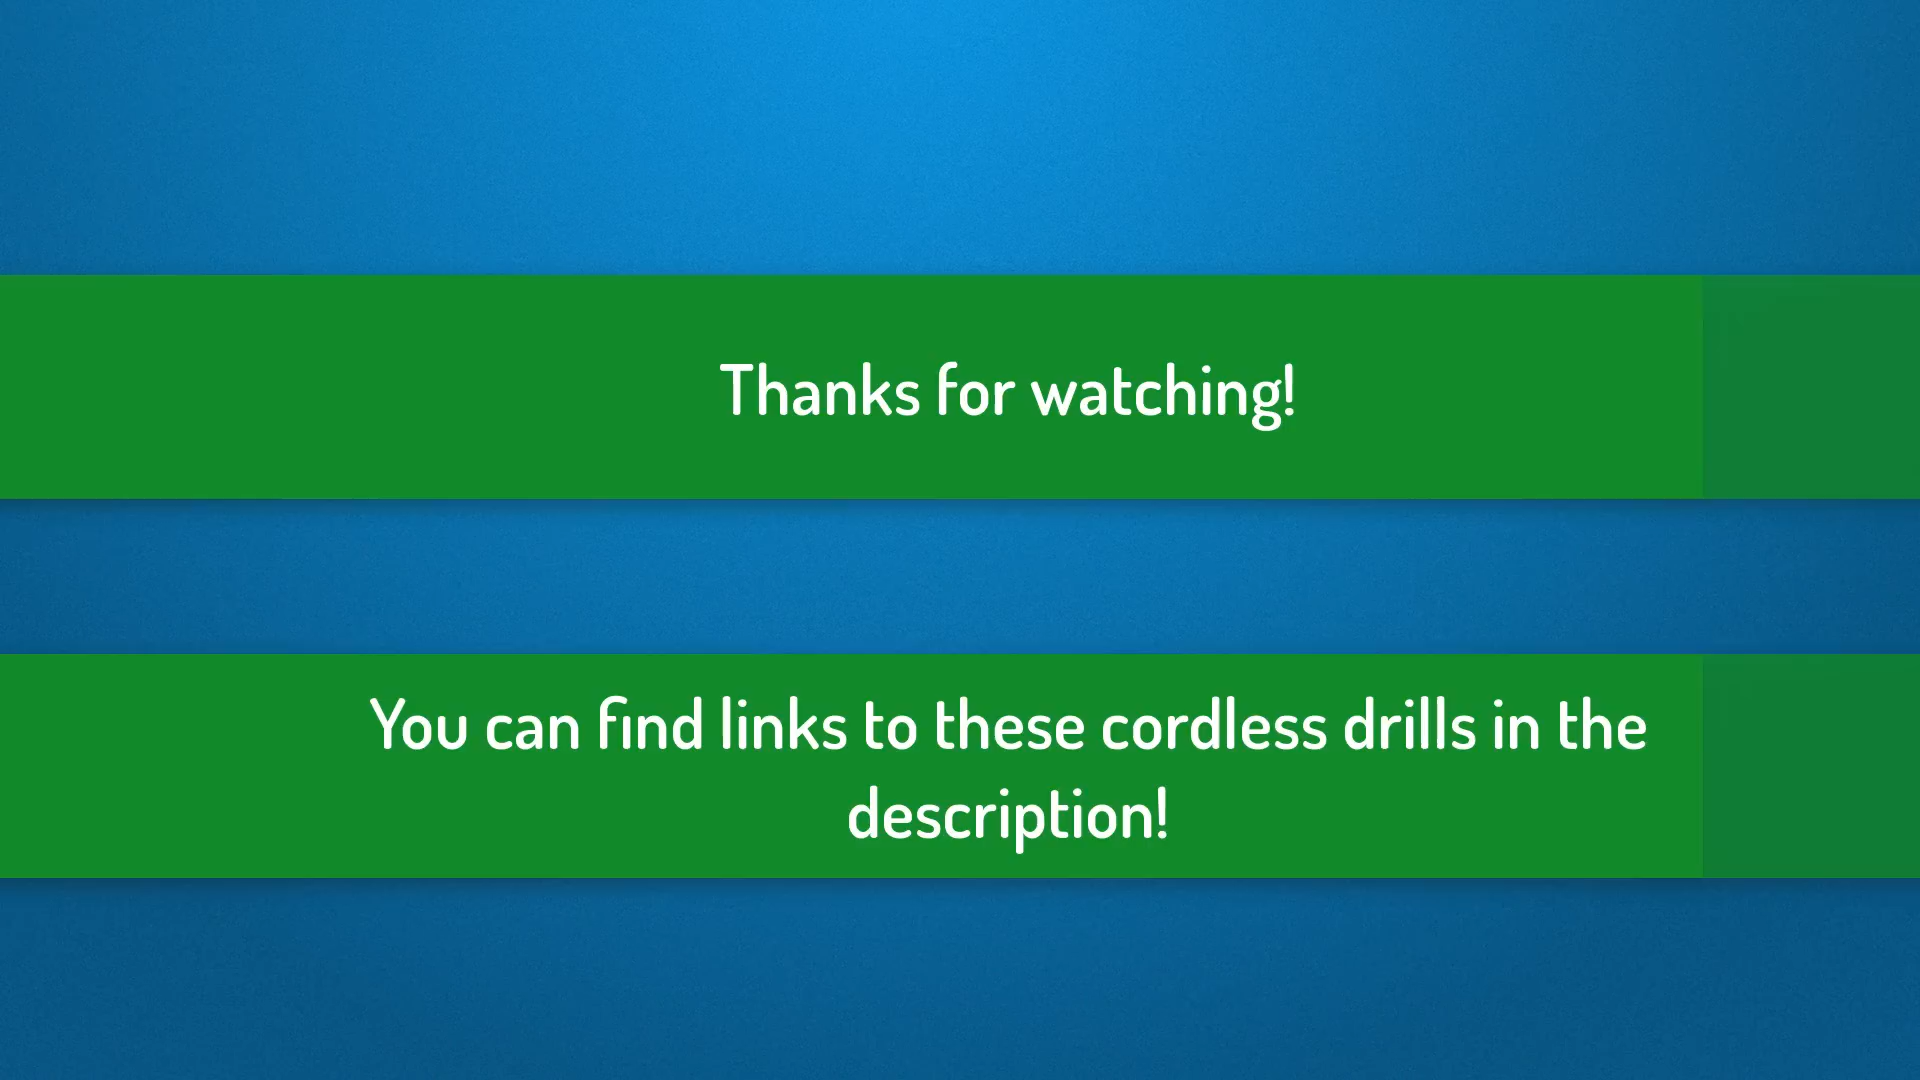 Thanks for watching!
You can find links to these cordless drills in the
description!